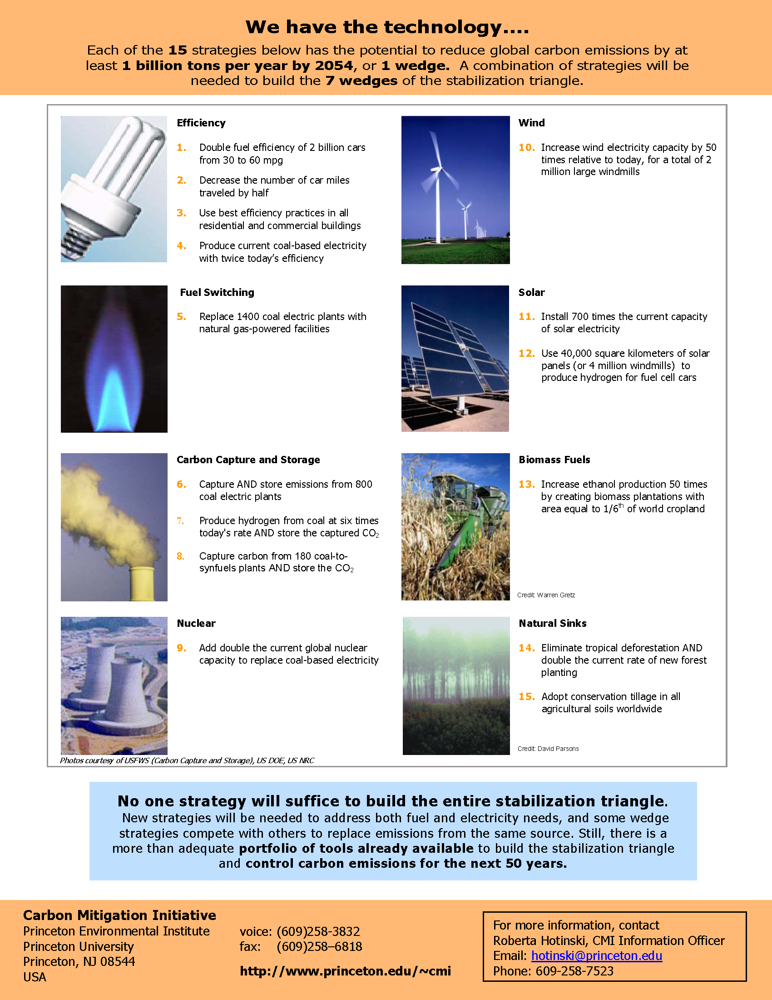 We have the technology....
Each of the 15 strategies below has the potential to reduce global carbon emissions by at
least 1 billion tons per year by 2054, or 1 wedge.  A combination of strategies will be
needed to build the 7 wedges of the stabilization triangle.
Efficiency
1. Double fuel efficiency of 2 billion cars
from 30 to 60 mpg
2. Decrease the number of car miles
traveled by half
3. Use best efficiency practices in all
residential and commercial buildings
4. Produce current coal-based electricity
with twice today’s efficiency
Fuel Switching
5. Replace 1400 coal electric plants with
natural gas-powered facilities
Carbon Capture and Storage
6. Capture AND store emissions from 800
coal electric plants
7. Produce hydrogen from coal at six times
today's rate AND store the captured CO₂
8. Capture carbon from 180 coal-to-
synfuels plants AND store the CO₂
Nuclear
9. Add double the current global nuclear
capacity to replace coal-based electricity
Photos courtesy of USFWS (Carbon Capture and Storage), US DOE, US NRC
Wind
10. Increase wind electricity capacity by 50
times relative to today, for a total of 2
million large windmills
Solar
11. Install 700 times the current capacity
of solar electricity
12. Use 40,000 square kilometers of solar
panels (or 4 million windmills)  to
produce hydrogen for fuel cell cars
Biomass Fuels
13. Increase ethanol production 50 times
by creating biomass plantations with
area equal to 1/6th of world cropland
Credit: Warren Gretz
Natural Sinks
14. Eliminate tropical deforestation AND
double the current rate of new forest
planting
15. Adopt conservation tillage in all
agricultural soils worldwide
Credit: David Parsons
No one strategy will suffice to build the entire stabilization triangle.
New strategies will be needed to address both fuel and electricity needs, and some wedge
strategies compete with others to replace emissions from the same source. Still, there is a
more than adequate portfolio of tools already available to build the stabilization triangle
and control carbon emissions for the next 50 years.
Carbon Mitigation Initiative
Princeton Environmental Institute
Princeton University
Princeton, NJ 08544
USA
voice: (609)258-3832
fax: (609)258–6818
http://www.princeton.edu/~cmi
For more information, contact
Roberta Hotinski, CMI Information Officer
Email: hotinski@princeton.edu
Phone: 609-258-7523